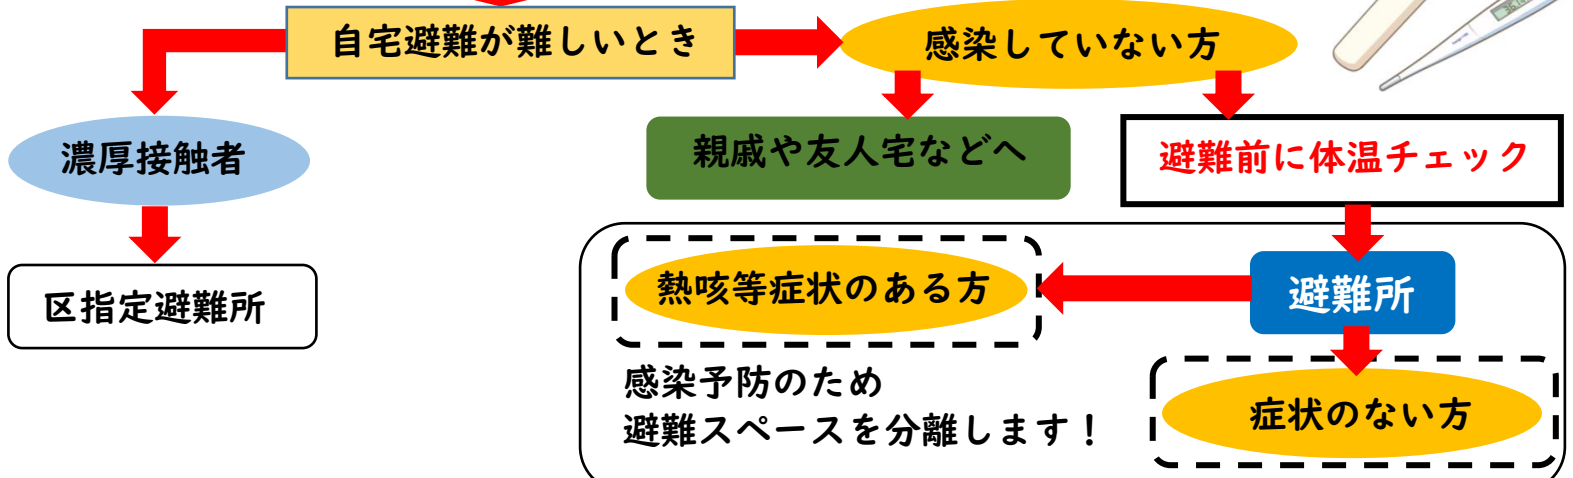 自宅避難が難しいとき
感染していない方
濃厚接触者
親戚や友人宅などへ
避難前に体温チェック
区指定避難所
熱咳等症状のある方
避難所
感染予防のため
避難スペースを分離します！
症状のない方